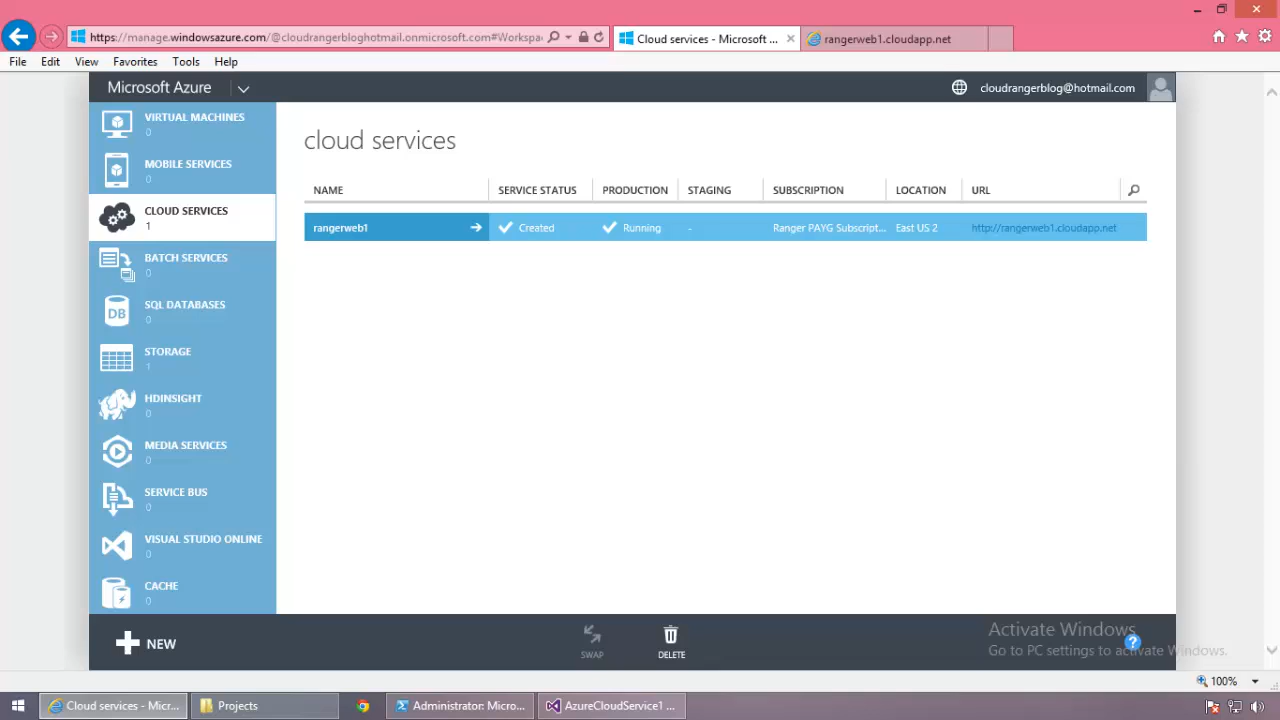 https://manage.windowsazure.com/@cloudrangerbloghotmail.onmicrosoft.com#Workspa
Cloud services - Microsoft ...
rangerweb1.cloudapp.net
File Edit View Favorites Tools Help
Microsoft Azure
cloudrangerblog@hotmail.com
VIRTUAL MACHINES
0
MOBILE SERVICES
0
CLOUD SERVICES
1
BATCH SERVICES
0
SQL DATABASES
0
DB
STORAGE
1
HDINSIGHT
0
MEDIA SERVICES
0
SERVICE BUS
0
VISUAL STUDIO ONLINE
0
CACHE
0
cloud services
NAME SERVICE STATUS PRODUCTION STAGING SUBSCRIPTION LOCATION URL
rangerweb1 Created Running - Ranger PAYG Subscript... East US 2 http://rangerweb1.cloudapp.net
NEW
SWAP
DELETE
Activate Windows
Go to PC settings to activate Windows.
?
100%
Cloud services - Micr...
Projects
Administrator: Micro...
AzureCloudService1 ...